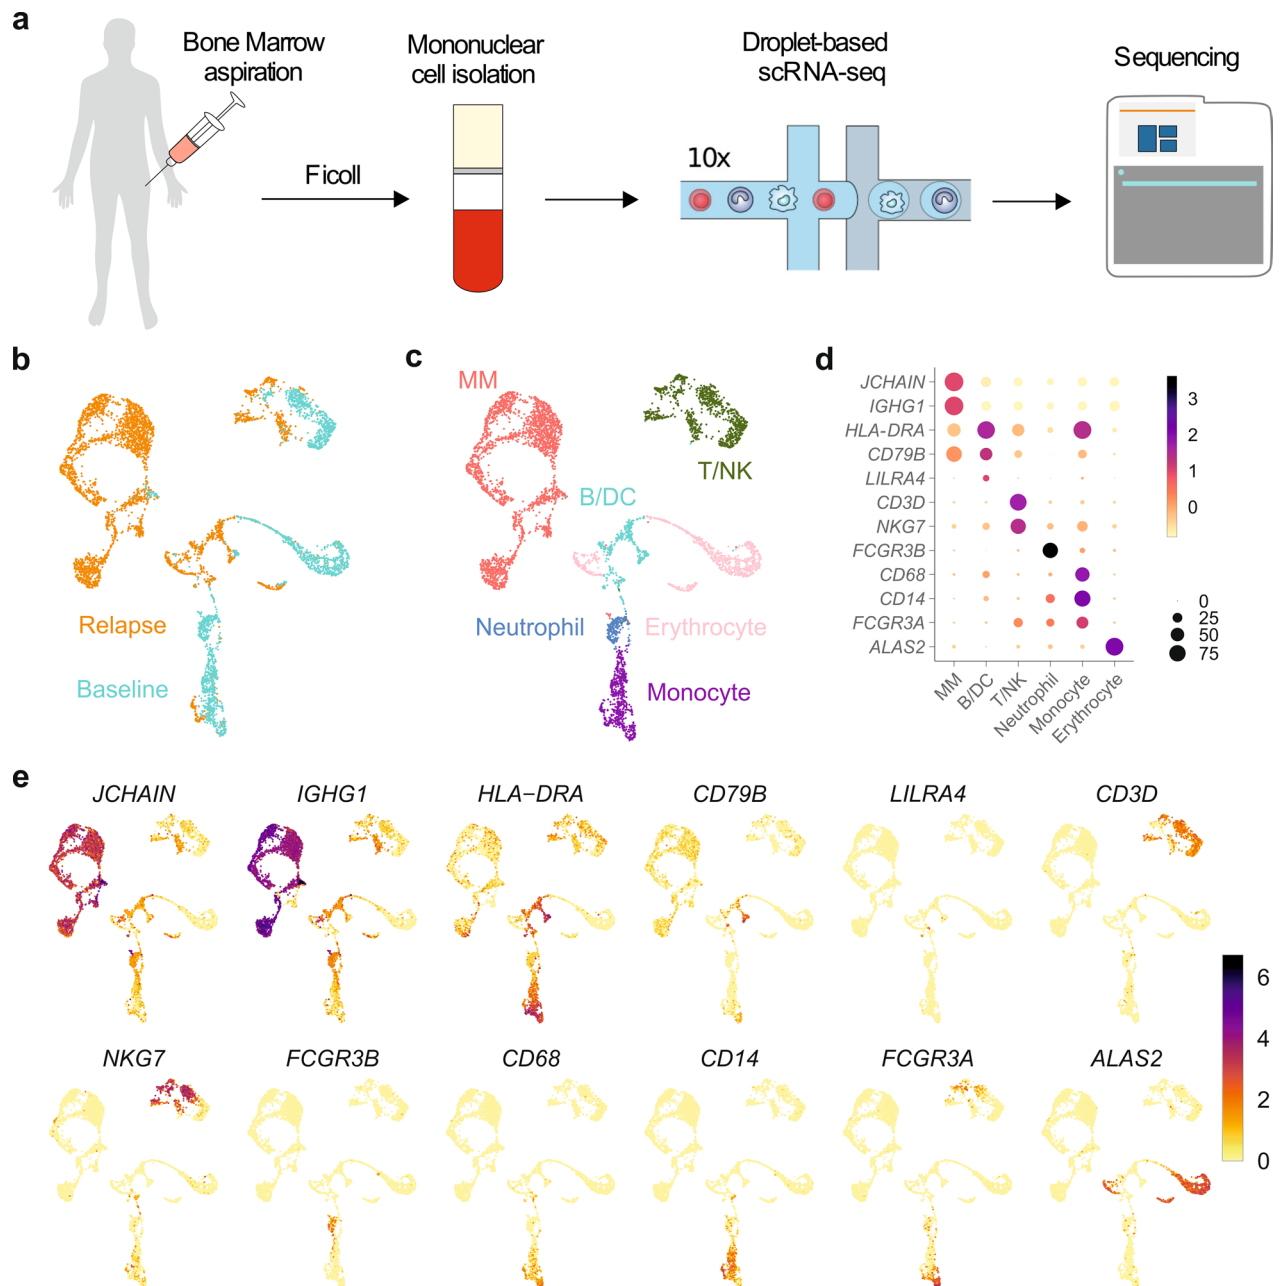 a
Bone Marrow
aspiration
Ficoll
Mononuclear
cell isolation
Droplet-based
scRNA-seq
10x
Sequencing
b
Relapse
Baseline
c
MM
T/NK
B/DC
Neutrophil
Erythrocyte
Monocyte
d
JCHAIN
IGHG1
HLA-DRA
CD79B
LILRA4
CD3D
NKG7
FCGR3B
CD68
CD14
FCGR3A
ALAS2
MM
B/DC
T/NK
Neutrophil
Monocyte
Erythrocyte
3
2
1
0
0
25
50
75
e
JCHAIN
IGHG1
HLA−DRA
CD79B
LILRA4
CD3D
NKG7
FCGR3B
CD68
CD14
FCGR3A
ALAS2
6
4
2
0